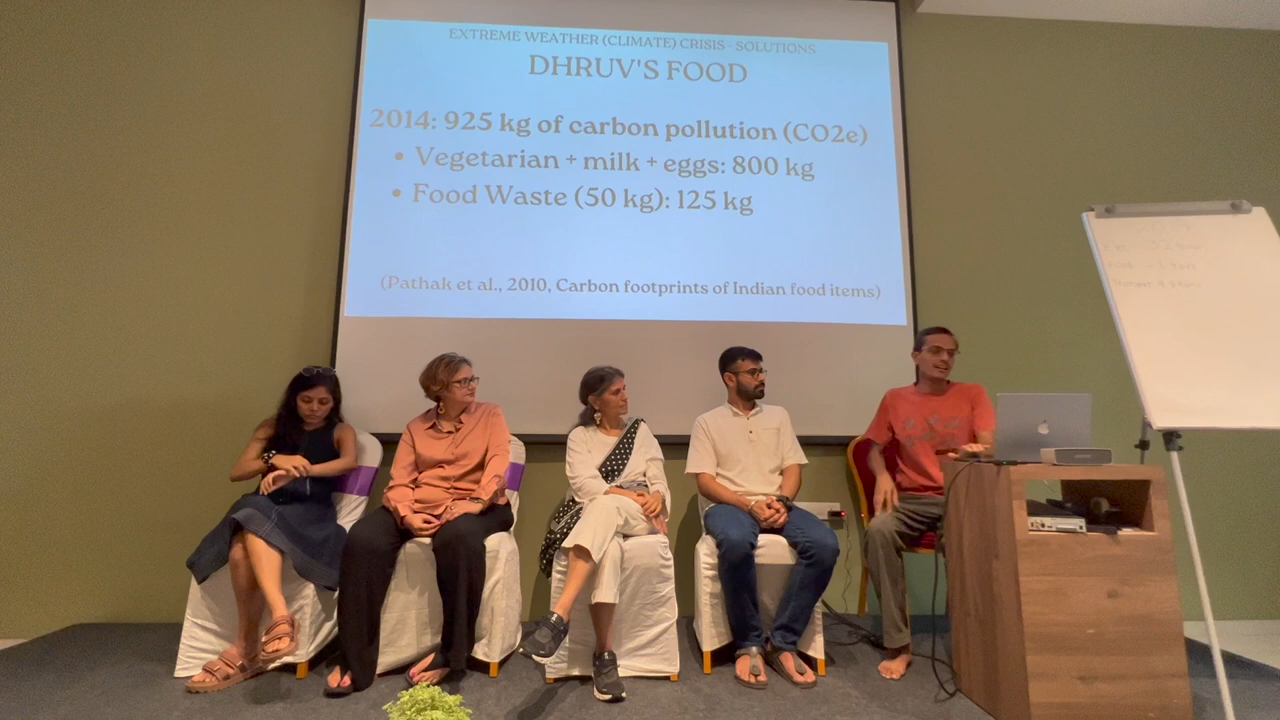 EXTREME WEATHER (CLIMATE) CRISIS - SOLUTIONS
DHRUV'S FOOD
2014: 925 kg of carbon pollution (CO2e)
• Vegetarian + milk + eggs: 800 kg
• Food Waste (50 kg): 125 kg
(Pathak et al., 2010, Carbon footprints of Indian food items)